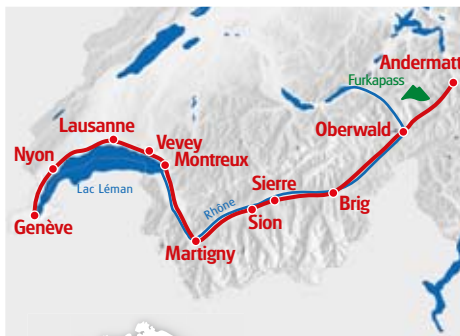 Andermatt
Furkapass
Oberwald
Lausanne
Vevey
Montreux
Nyon
Lac Léman
Genève
Rhône
Sierre
Sion
Brig
Martigny